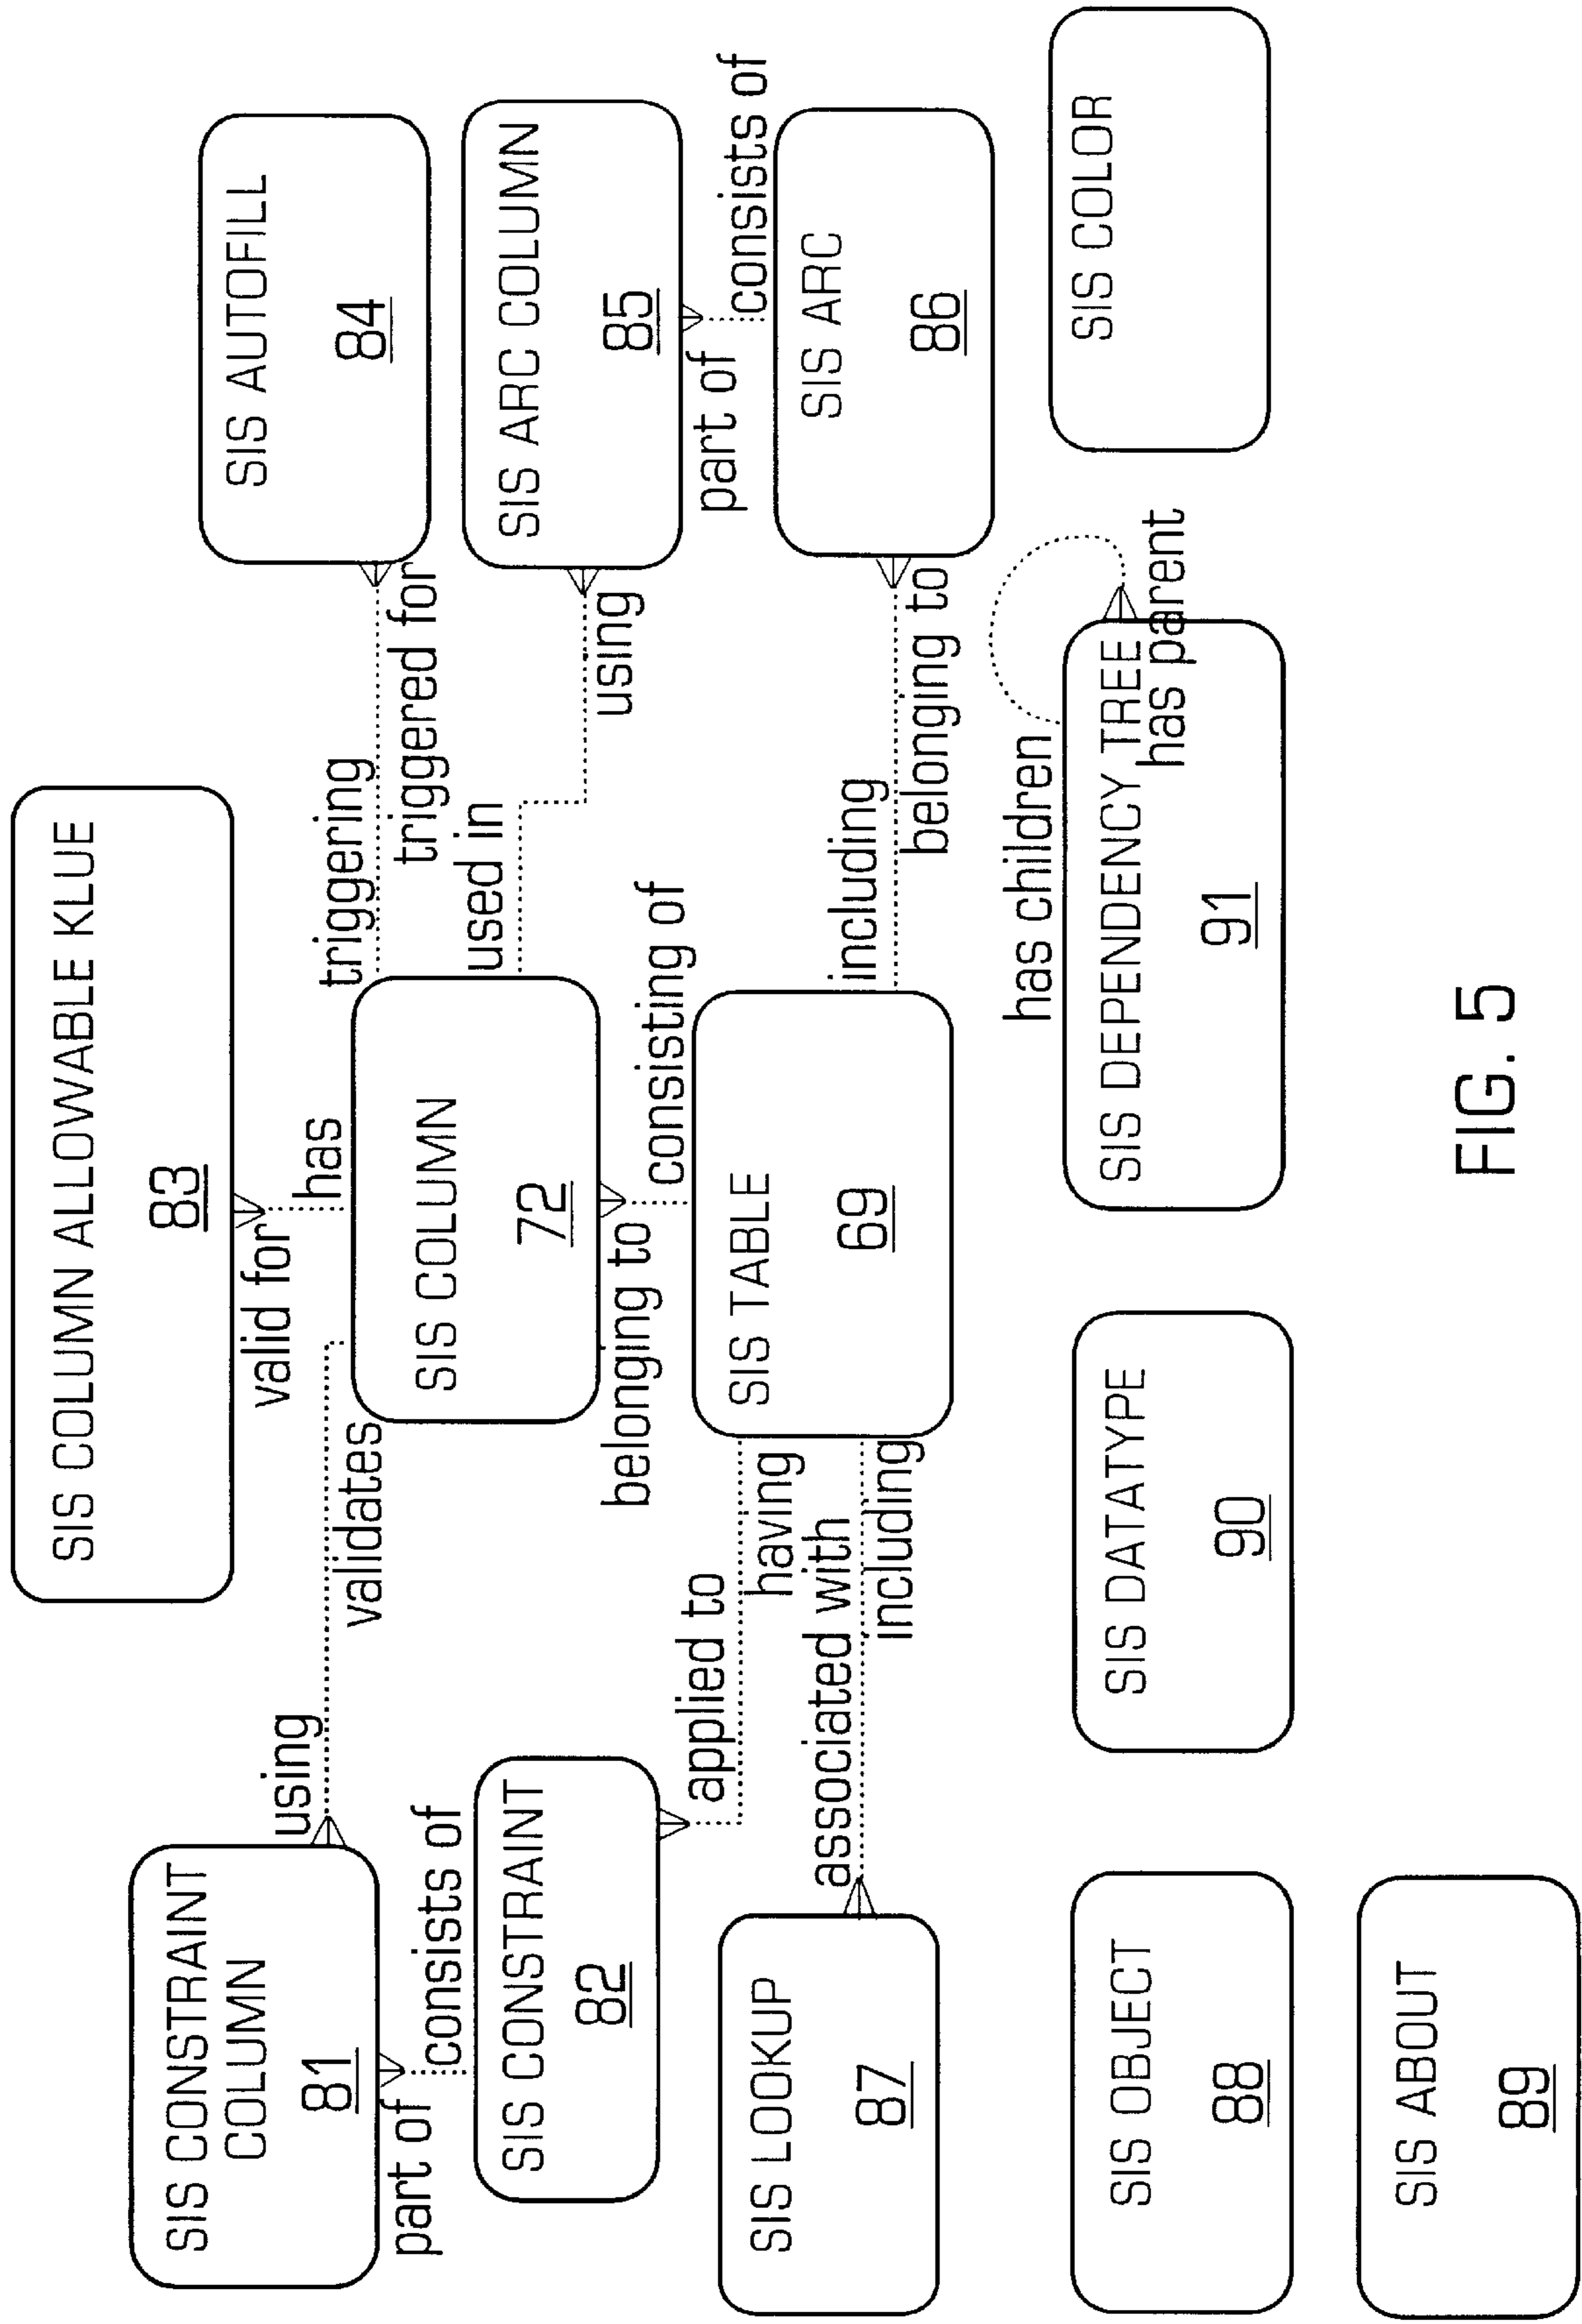 SIS COLUMN ALLOWABLE KLUE
83
valid for
has
SIS CONSTRAINT
COLUMN
81
using
validates
part of
consists of
SIS CONSTRAINT
82
SIS COLUMN
72
triggering
triggered for
SIS AUTOFILL
84
used in
using
SIS ARC COLUMN
85
part of
consists of
belonging to
consisting of
SIS TABLE
69
applied to
having
associated with
including
SIS LOOKUP
87
including
belonging to
SIS ARC
86
SIS OBJECT
88
SIS DATATYPE
90
has children
SIS DEPENDENCY TREE
91
has parent
SIS COLOR
SIS ABOUT
89
FIG. 5